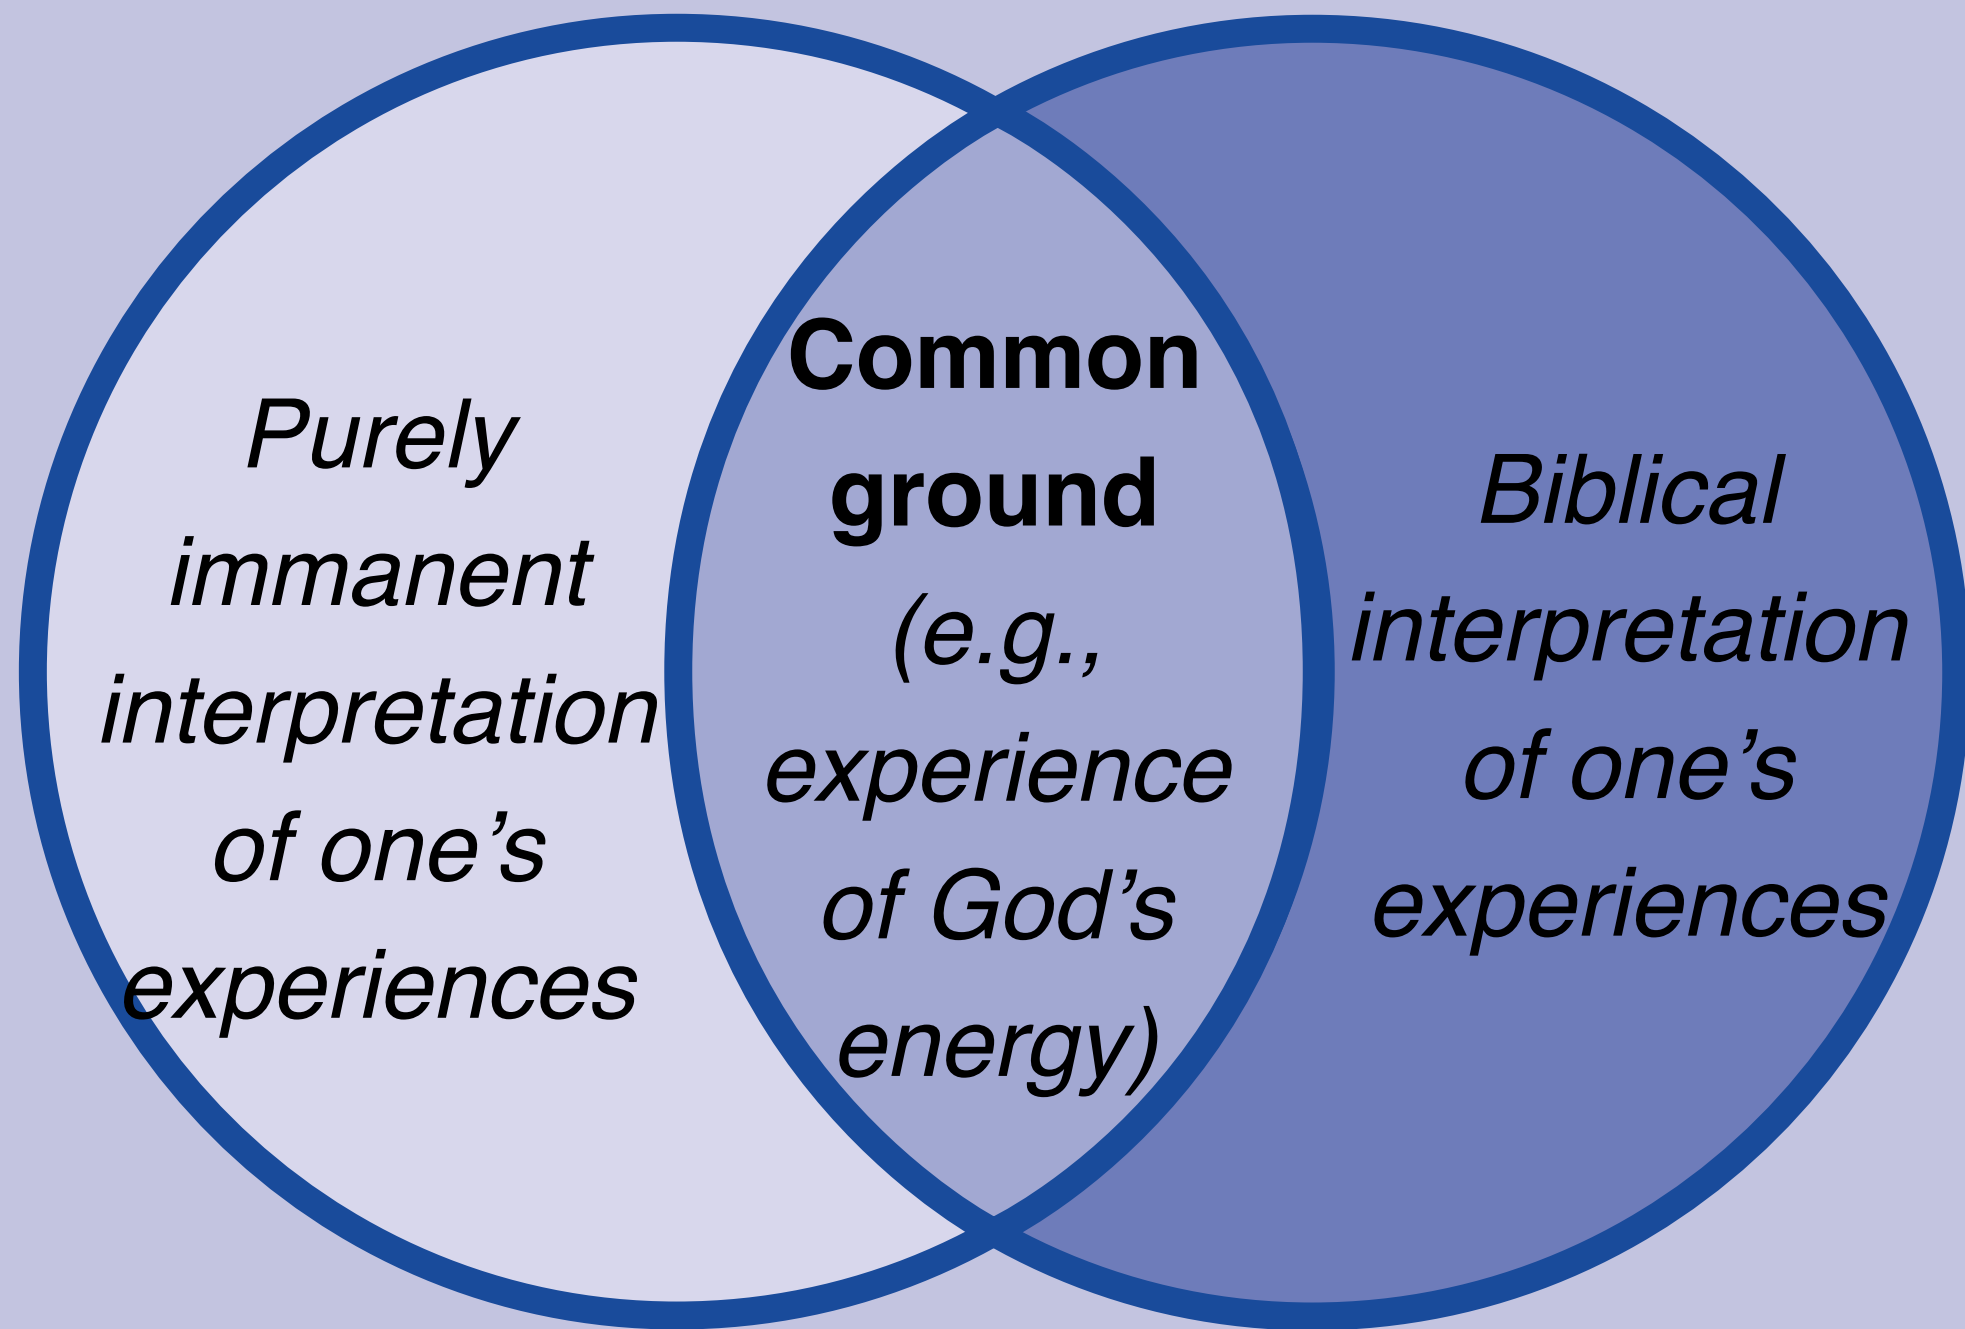 Purely
immanent
interpretation
of one’s
experiences
Common
ground
(e.g.,
experience
of God’s
energy)
Biblical
interpretation
of one’s
experiences